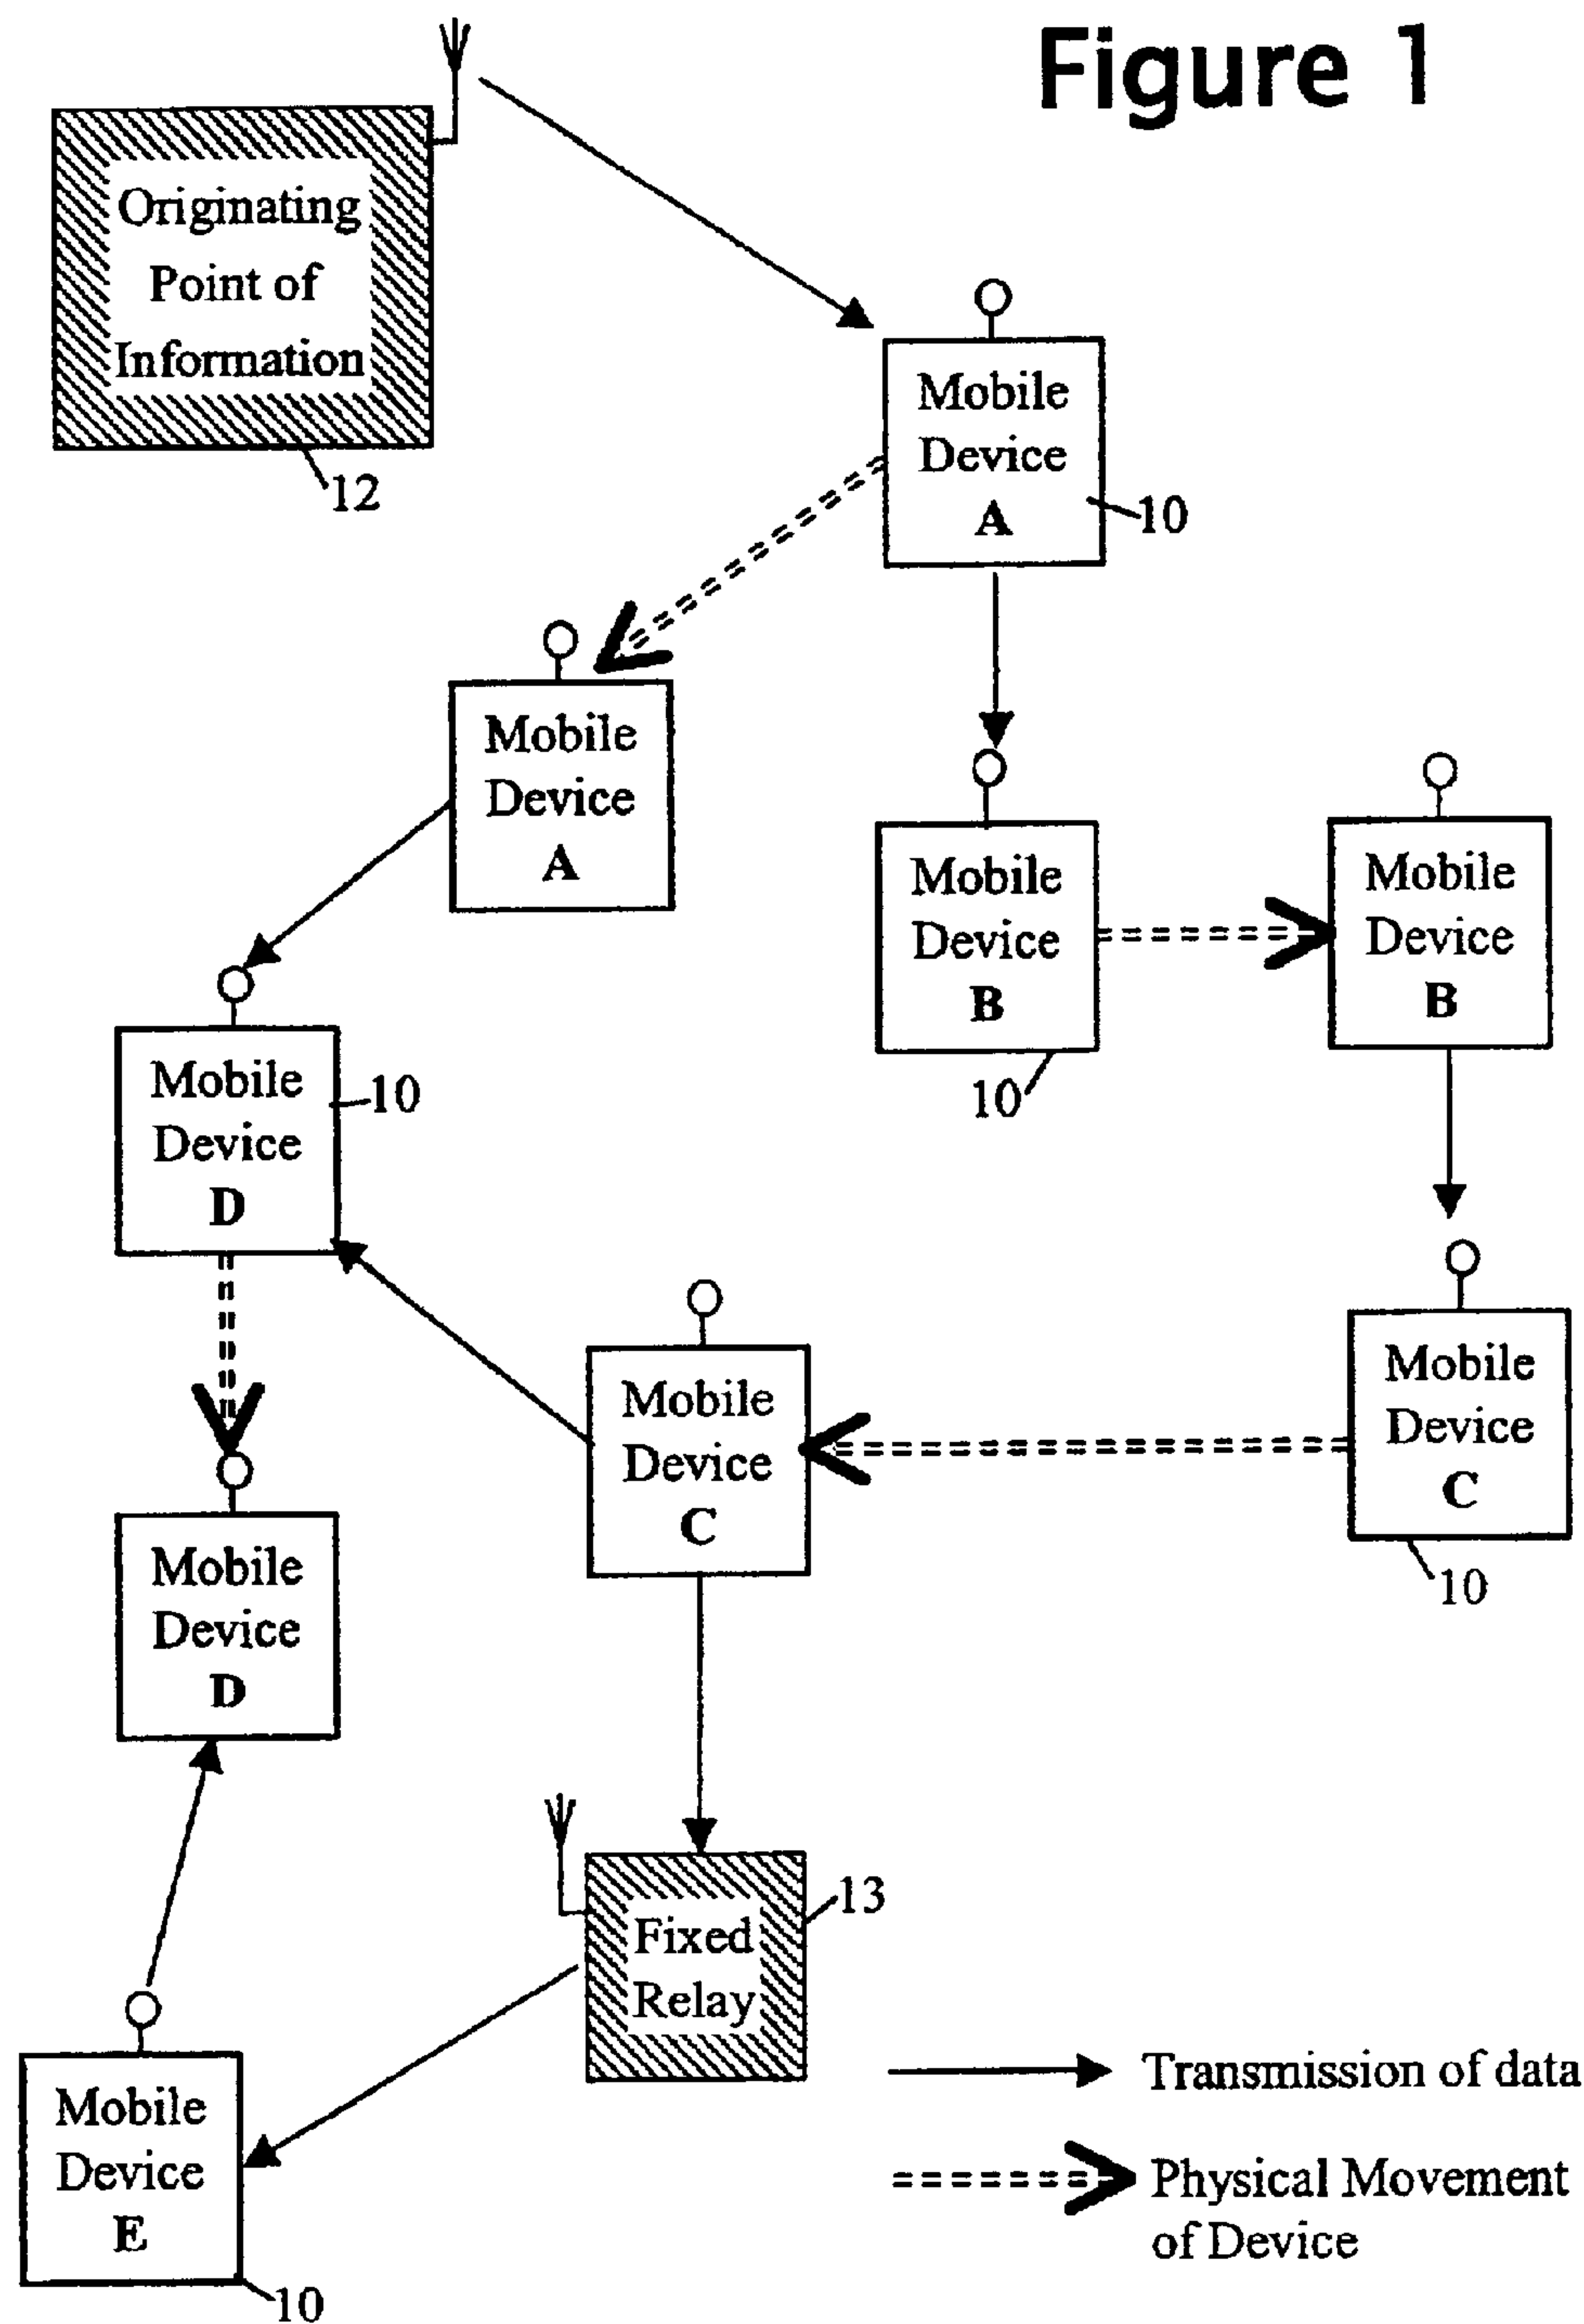 Figure 1
Originating
Point of
Information
12
Mobile
Device
A
10
Mobile
Device
A
Mobile
Device
B
10
Mobile
Device
B
Mobile
Device
D
10
Mobile
Device
C
10
Mobile
Device
C
Mobile
Device
D
Fixed
Relay
13
Mobile
Device
E
10
Transmission of data
Physical Movement
of Device